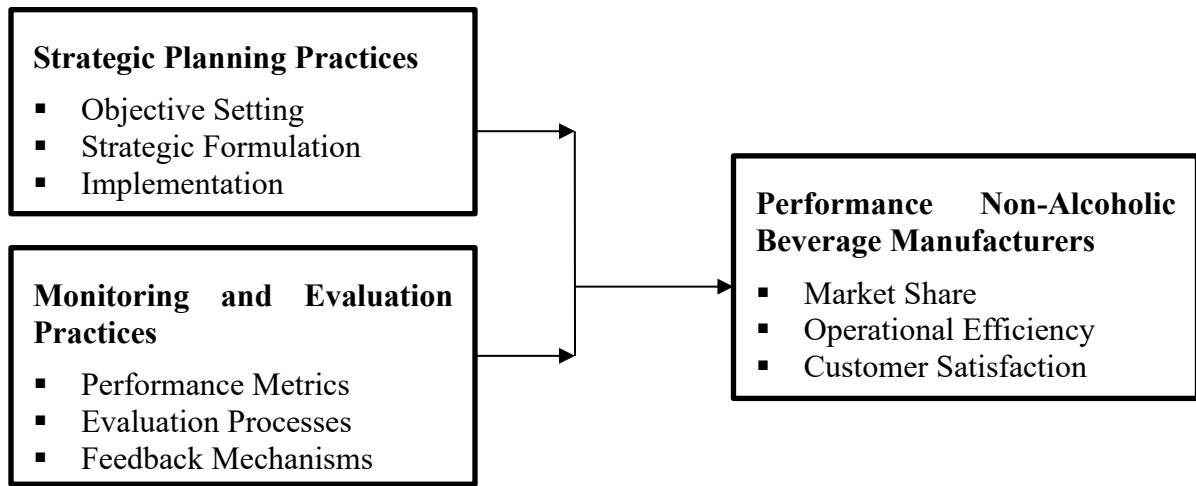 Strategic Planning Practices
▪ Objective Setting
▪ Strategic Formulation
▪ Implementation
Monitoring and Evaluation
Practices
▪ Performance Metrics
▪ Evaluation Processes
▪ Feedback Mechanisms
Performance Non-Alcoholic
Beverage Manufacturers
▪ Market Share
▪ Operational Efficiency
▪ Customer Satisfaction